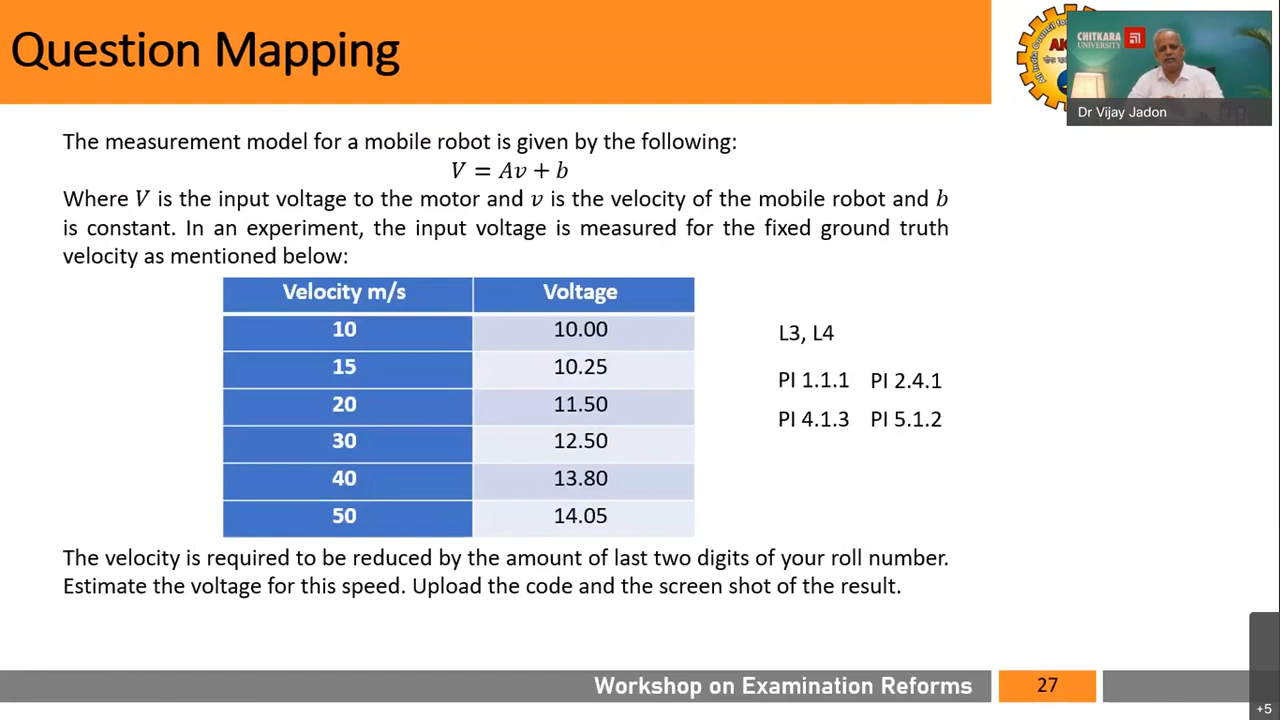 Question Mapping
CHITKARA
UNIVERSITY
Dr Vijay Jadon
The measurement model for a mobile robot is given by the following:
V = Av + b
Where V is the input voltage to the motor and v is the velocity of the mobile robot and b
is constant. In an experiment, the input voltage is measured for the fixed ground truth
velocity as mentioned below:
Velocity m/s Voltage
10 10.00
15 10.25
20 11.50
30 12.50
40 13.80
50 14.05
L3, L4
PI 1.1.1 PI 2.4.1
PI 4.1.3 PI 5.1.2
The velocity is required to be reduced by the amount of last two digits of your roll number.
Estimate the voltage for this speed. Upload the code and the screen shot of the result.
Workshop on Examination Reforms
27
+5